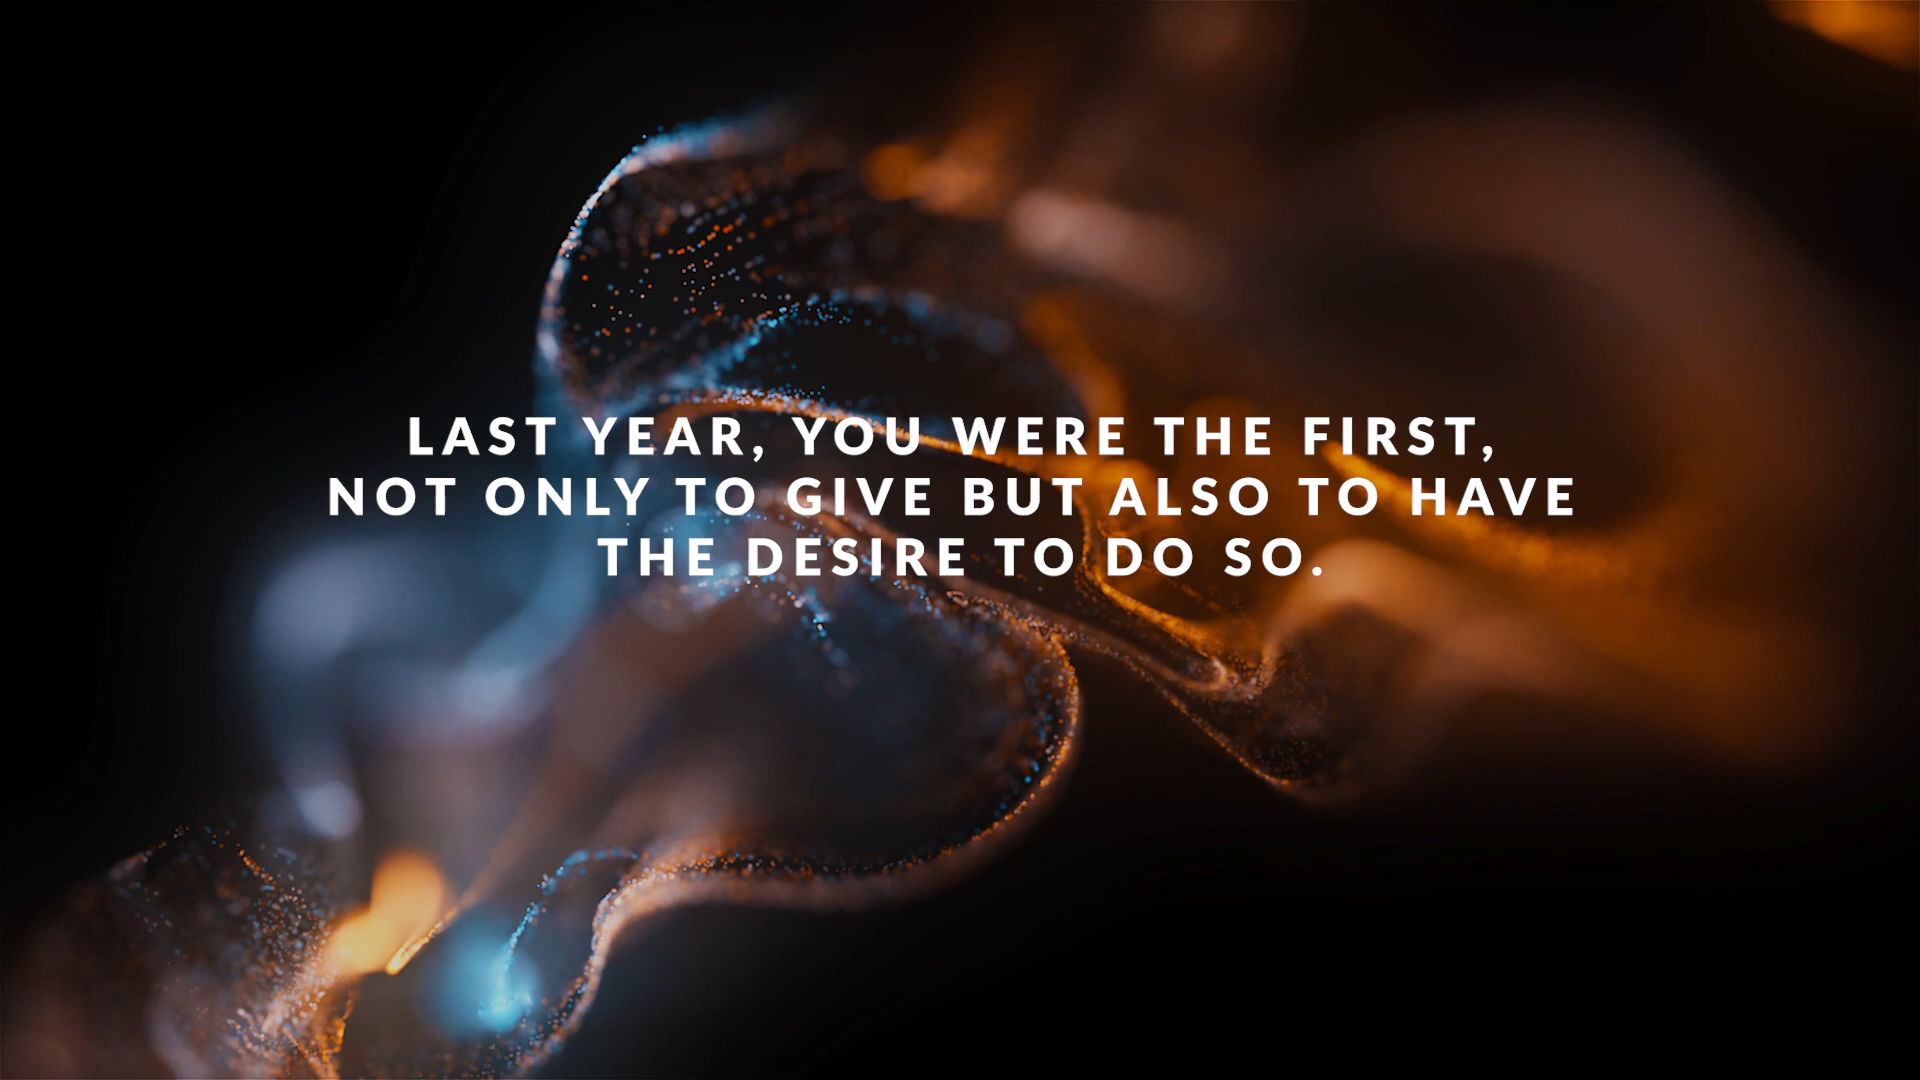 LAST YEAR, YOU WERE THE FIRST,
NOT ONLY TO GIVE BUT ALSO TO HAVE
THE DESIRE TO DO SO.